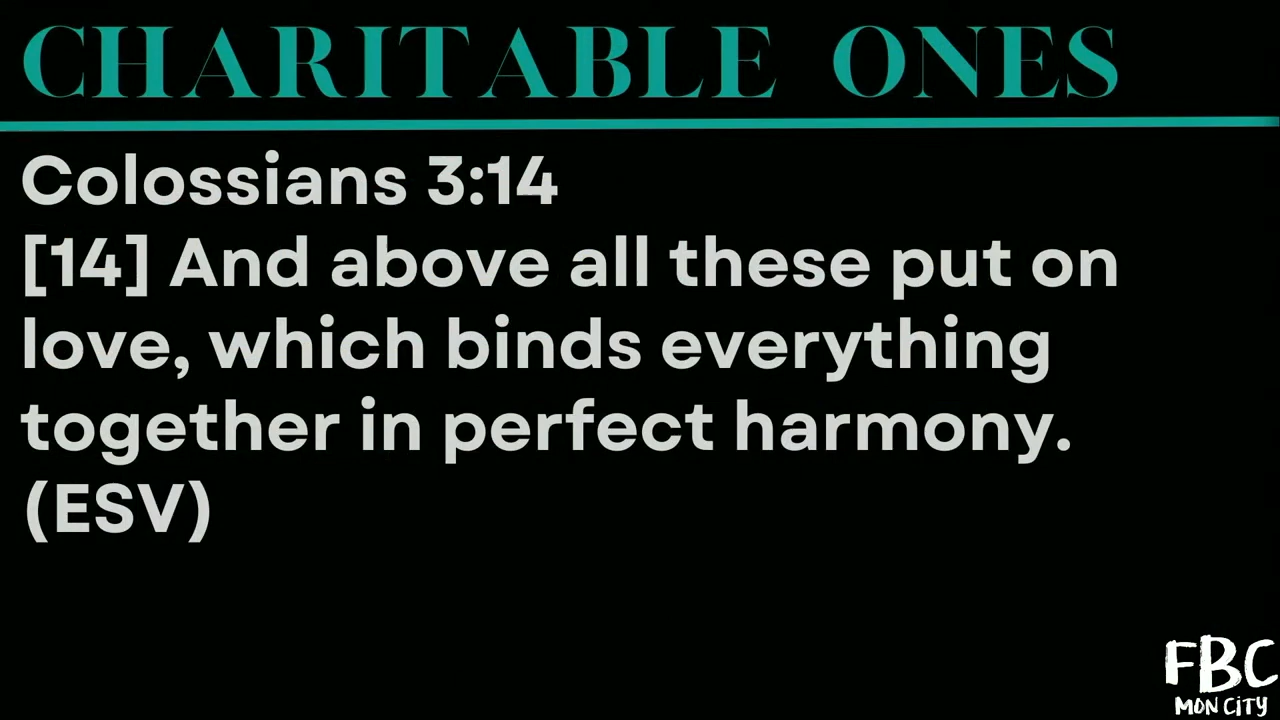 CHARITABLE ONES
Colossians 3:14
[14] And above all these put on
love, which binds everything
together in perfect harmony.
(ESV)
FBC
MON CITY